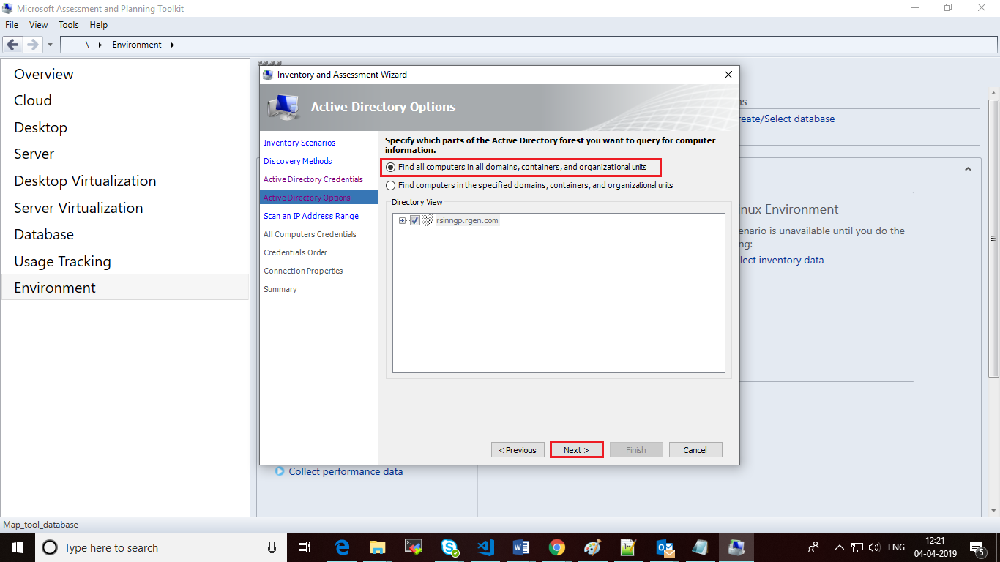 Microsoft Assessment and Planning Toolkit
File View Tools Help
\ Environment
Overview
Cloud
Desktop
Server
Desktop Virtualization
Server Virtualization
Database
Usage Tracking
Environment
Inventory and Assessment Wizard
Active Directory Options
Inventory Scenarios
Discovery Methods
Active Directory Credentials
Active Directory Options
Scan an IP Address Range
All Computers Credentials
Credentials Order
Connection Properties
Summary
Specify which parts of the Active Directory forest you want to query for computer
information.
Find all computers in all domains, containers, and organizational units
Find computers in the specified domains, containers, and organizational units
Directory View
rsinngp.rgen.com
< Previous
Next >
Finish
Cancel
ns
reate/Select database
nux Environment
enario is unavailable until you do the
ng:
llect inventory data
Collect performance data
Map_tool_database
Type here to search
ENG
12:21
04-04-2019
5